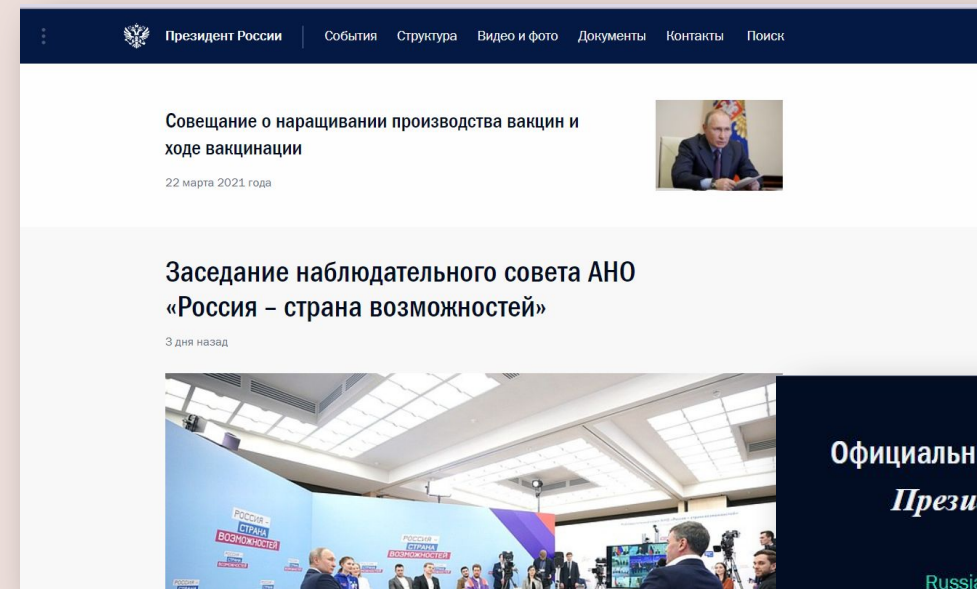 Президент России
События Структура Видео и фото Документы Контакты Поиск
Совещание о наращивании производства вакцин и
ходе вакцинации
22 марта 2021 года
Заседание наблюдательного совета АНО
«Россия – страна возможностей»
3 дня назад
РОССИЯ –
СТРАНА
ВОЗМОЖНОСТЕЙ
РОССИЯ –
СТРАНА
ВОЗМОЖНОСТЕЙ
Официальн
Прези
Russia